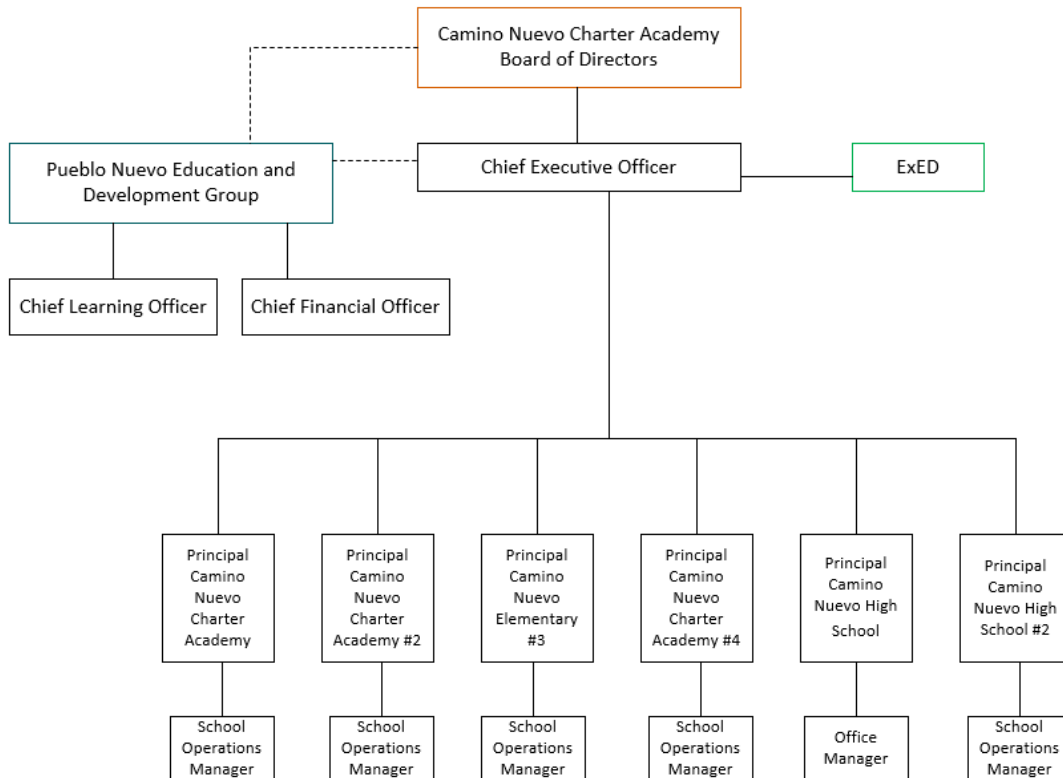 Camino Nuevo Charter Academy
Board of Directors
Pueblo Nuevo Education and
Development Group
Chief Executive Officer
ExED
Chief Learning Officer
Chief Financial Officer
Principal
Camino
Nuevo
Charter
Academy
Principal
Camino
Nuevo
Charter
Academy #2
Principal
Camino
Nuevo
Elementary
#3
Principal
Camino
Nuevo
Charter
Academy #4
Principal
Camino
Nuevo High
School
Principal
Camino
Nuevo High
School #2
School
Operations
Manager
School
Operations
Manager
School
Operations
Manager
School
Operations
Manager
Office
Manager
School
Operations
Manager